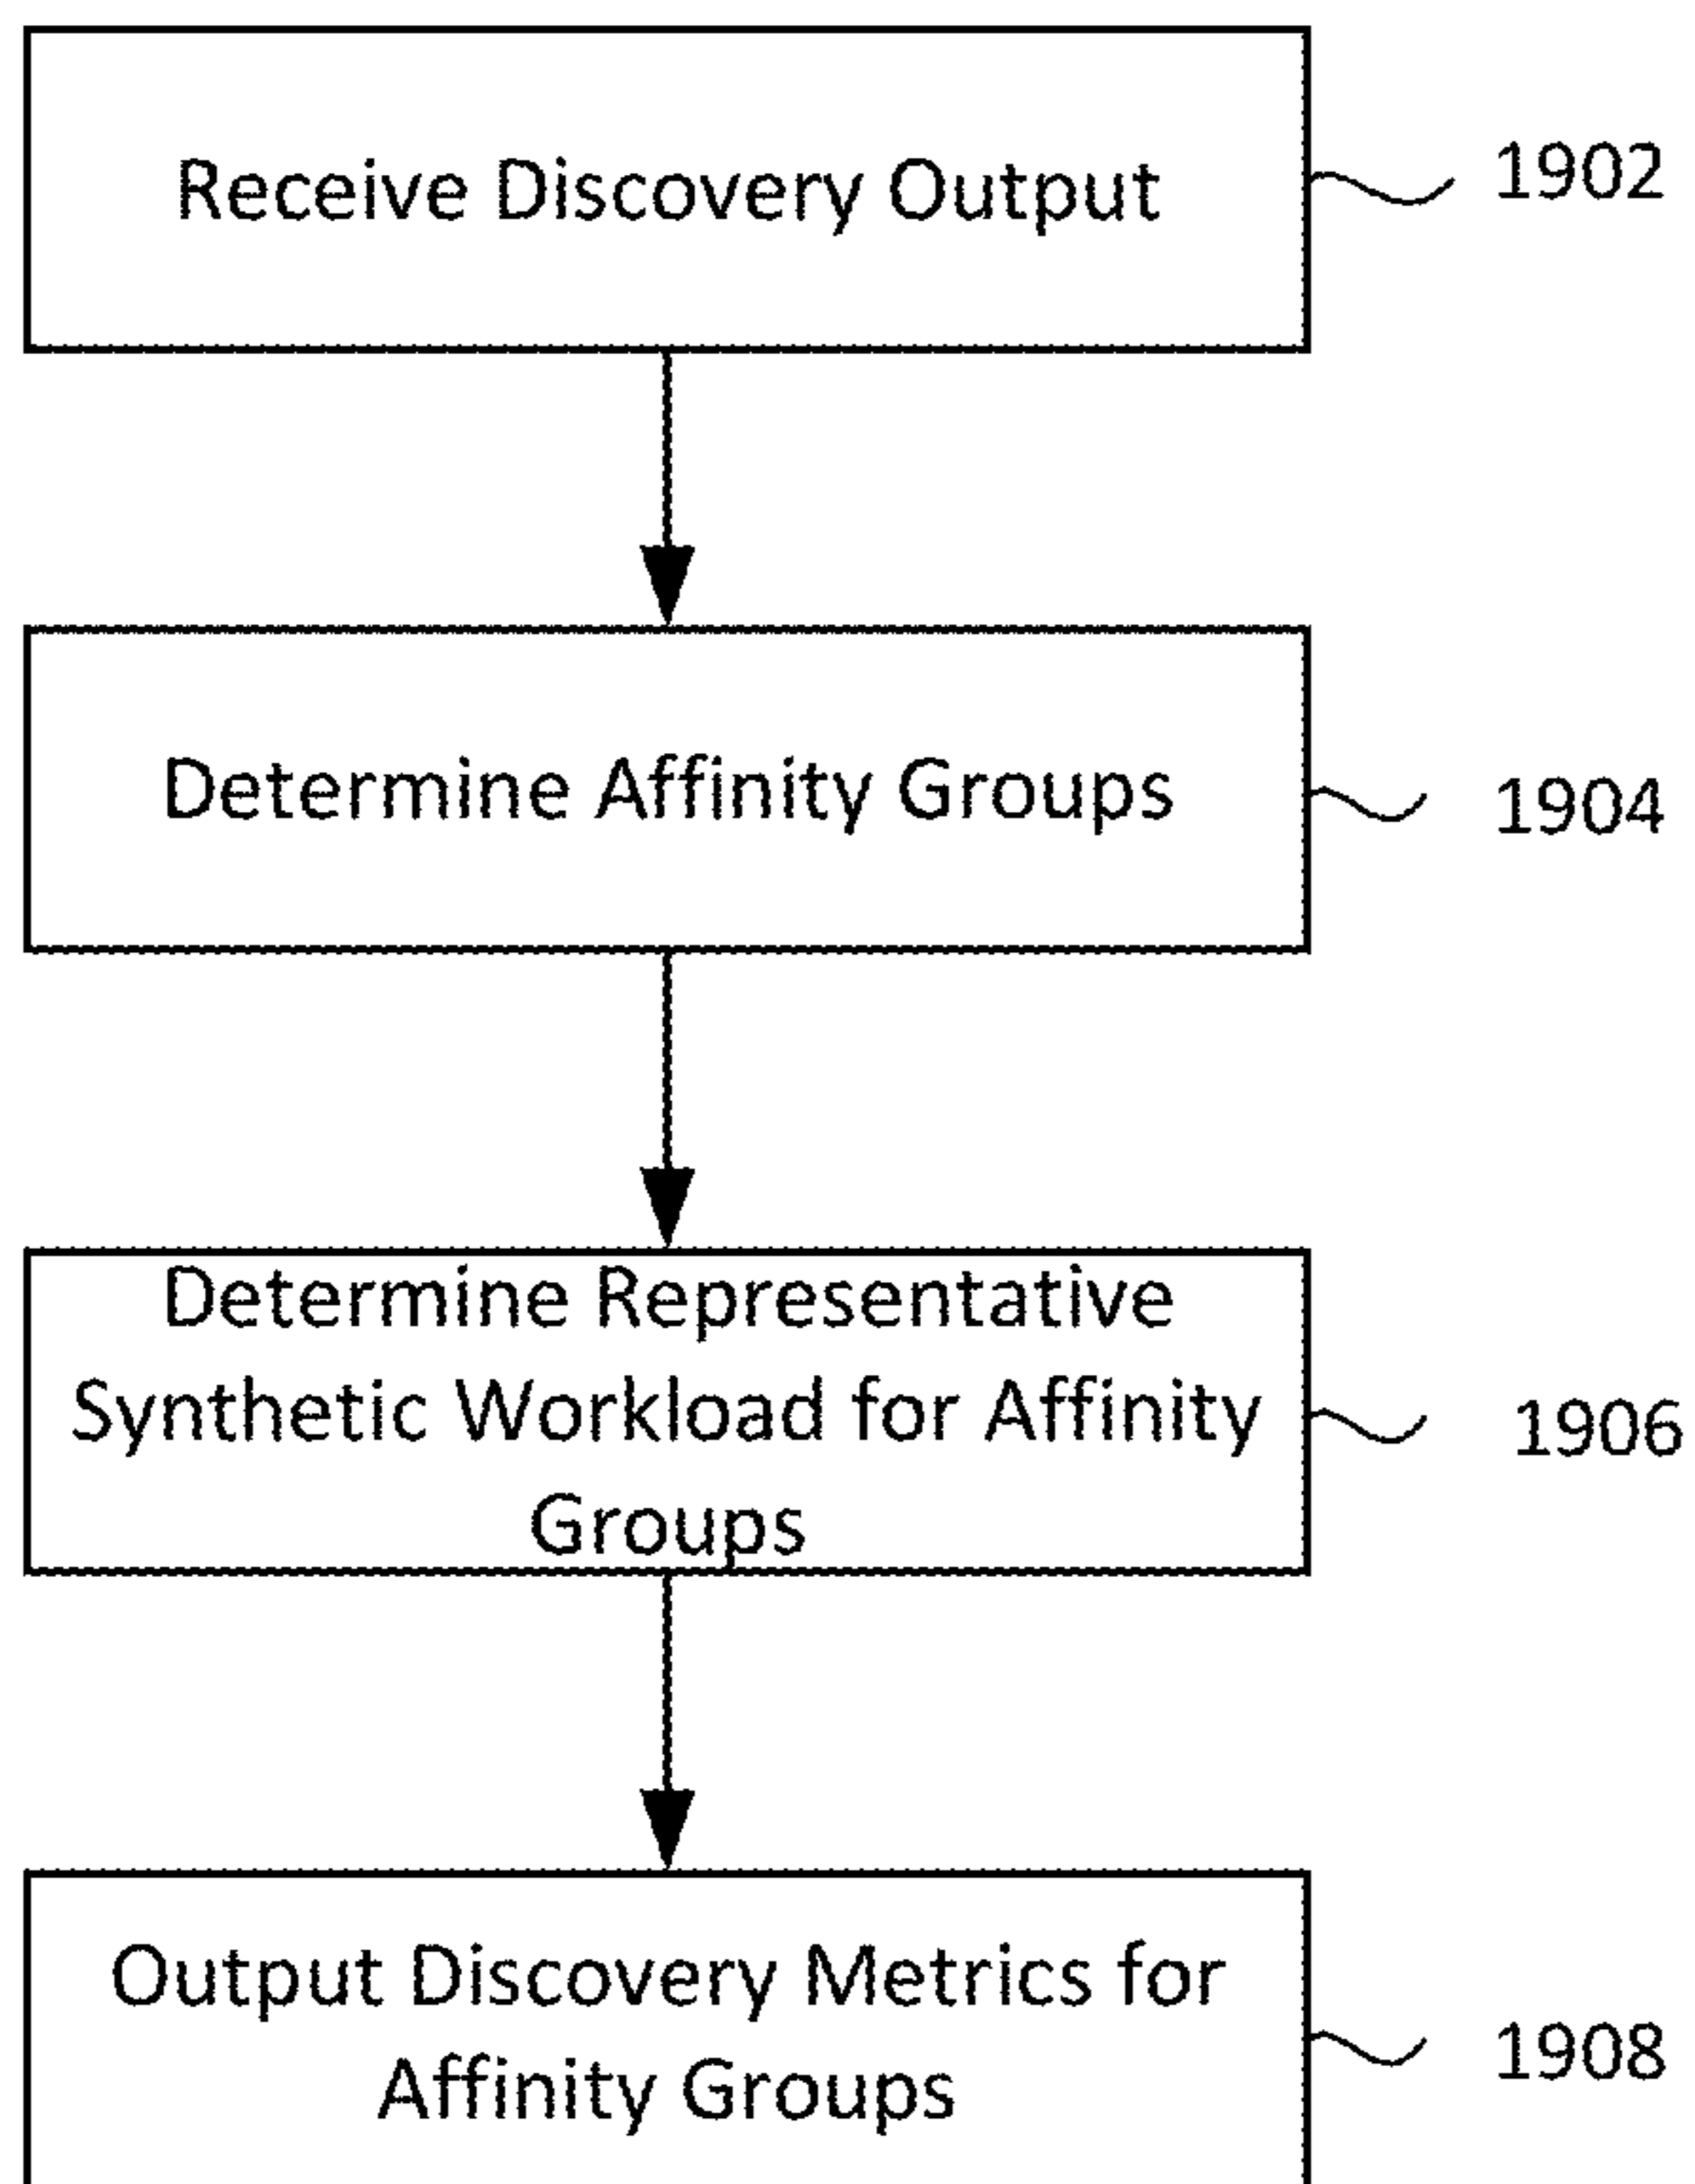 Receive Discovery Output
1902
Determine Affinity Groups
1904
Determine Representative
Synthetic Workload for Affinity
Groups
1906
Output Discovery Metrics for
Affinity Groups
1908